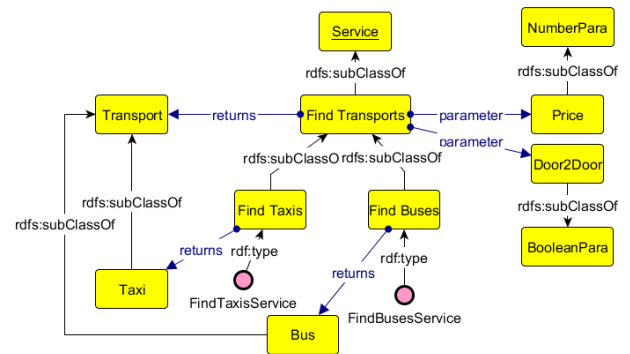 Service
NumberPara
rdfs:subClassOf
rdfs:subClassOf
Transport
returns
Find Transports
parameter
Price
parameter
rdfs:subClassO
rdfs:subClassOf
Door2Door
rdfs:subClassOf
rdfs:subClassOf
rdfs:subClassOf
Find Taxis
Find Buses
BooleanPara
returns
rdf:type
rdf:type
returns
Taxi
FindTaxisService
FindBusesService
Bus